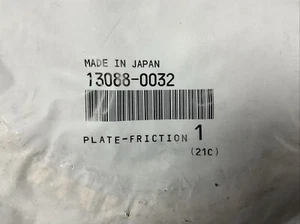 MADE IN JAPAN
13088-0032
PLATE-FRICTION 1
(21C)